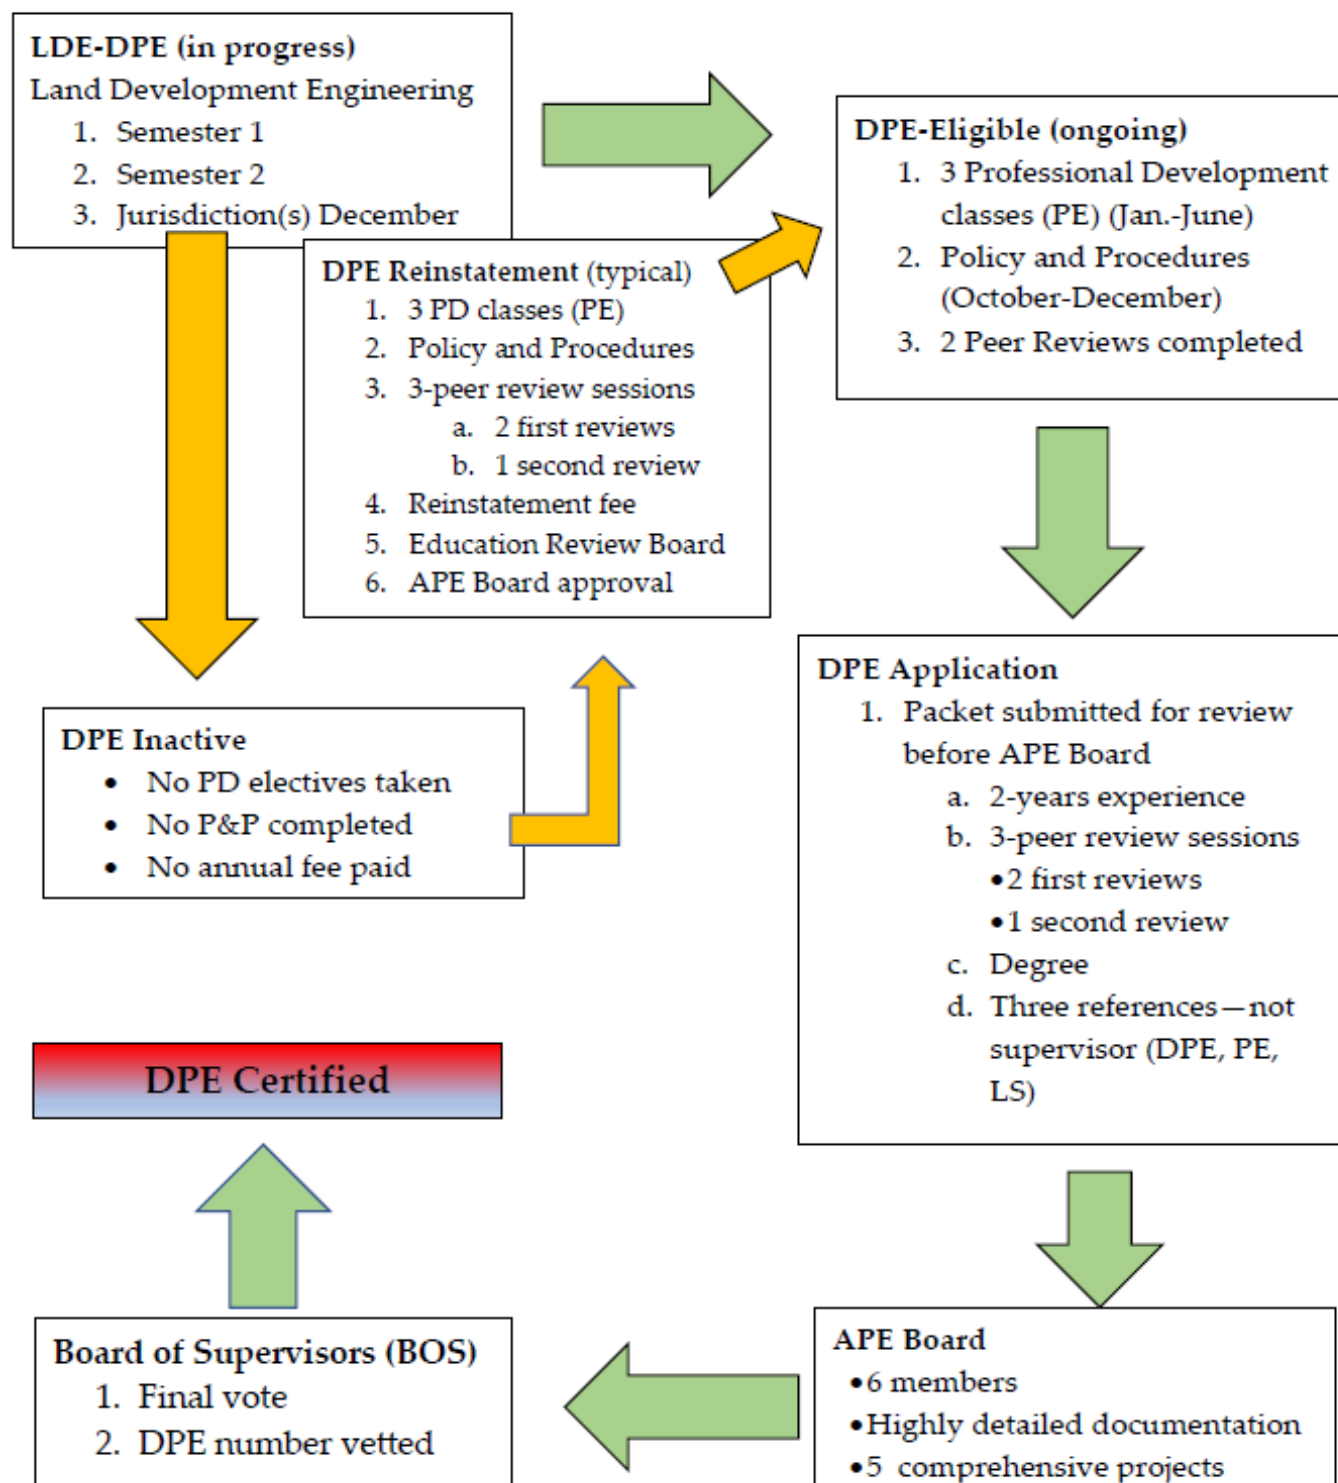 LDE-DPE (in progress)
Land Development Engineering
1. Semester 1
2. Semester 2
3. Jurisdiction(s) December
DPE-Eligible (ongoing)
1. 3 Professional Development
classes (PE) (Jan.-June)
2. Policy and Procedures
(October-December)
3. 2 Peer Reviews completed
DPE Reinstatement (typical)
1. 3 PD classes (PE)
2. Policy and Procedures
3. 3-peer review sessions
a. 2 first reviews
b. 1 second review
4. Reinstatement fee
5. Education Review Board
6. APE Board approval
DPE Inactive
• No PD electives taken
• No P&P completed
• No annual fee paid
DPE Application
1. Packet submitted for review
before APE Board
a. 2-years experience
b. 3-peer review sessions
•2 first reviews
•1 second review
c. Degree
d. Three references—not
supervisor (DPE, PE,
LS)
APE Board
•6 members
•Highly detailed documentation
•5 comprehensive projects
Board of Supervisors (BOS)
1. Final vote
2. DPE number vetted
DPE Certified